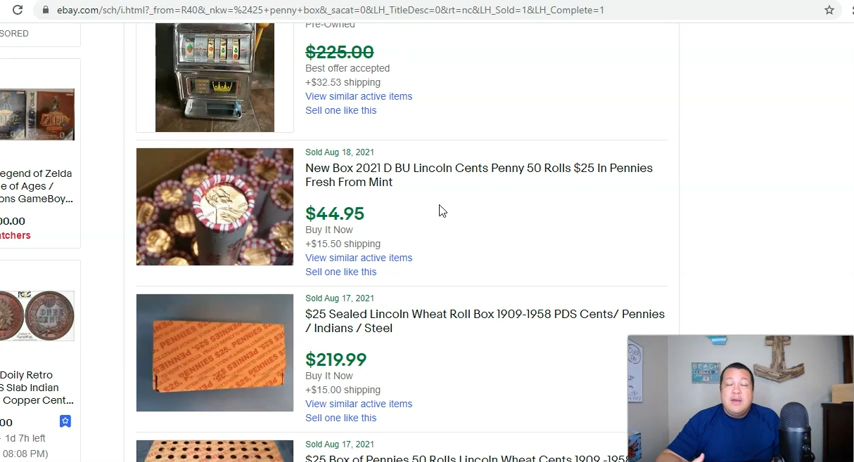 ebay.com/sch/i.html?_from=R40&_nkw=%2425+penny+box&_sacat=0&LH_TitleDesc=0&rt=nc&LH_Sold=1&LH_Complete=1
SORED
Pre-Owned
$225.00
Best offer accepted
+$32.53 shipping
View similar active items
Sell one like this
egend of Zelda
e of Ages /
ons GameBoy...
00.00
atchers
Sold Aug 18, 2021
New Box 2021 D BU Lincoln Cents Penny 50 Rolls $25 In Pennies
Fresh From Mint
$44.95
Buy It Now
+$15.50 shipping
View similar active items
Sell one like this
Doily Retro
S Slab Indian
Copper Cent...
00
1d 7h left
08:08 PM)
Sold Aug 17, 2021
$25 Sealed Lincoln Wheat Roll Box 1909-1958 PDS Cents/ Pennies
/ Indians / Steel
$219.99
Buy It Now
+$15.00 shipping
View similar active items
Sell one like this
Sold Aug 17, 2021
$25 Box of Pennies 50 Rolls Lincoln Wheat Cents 1909 -1958